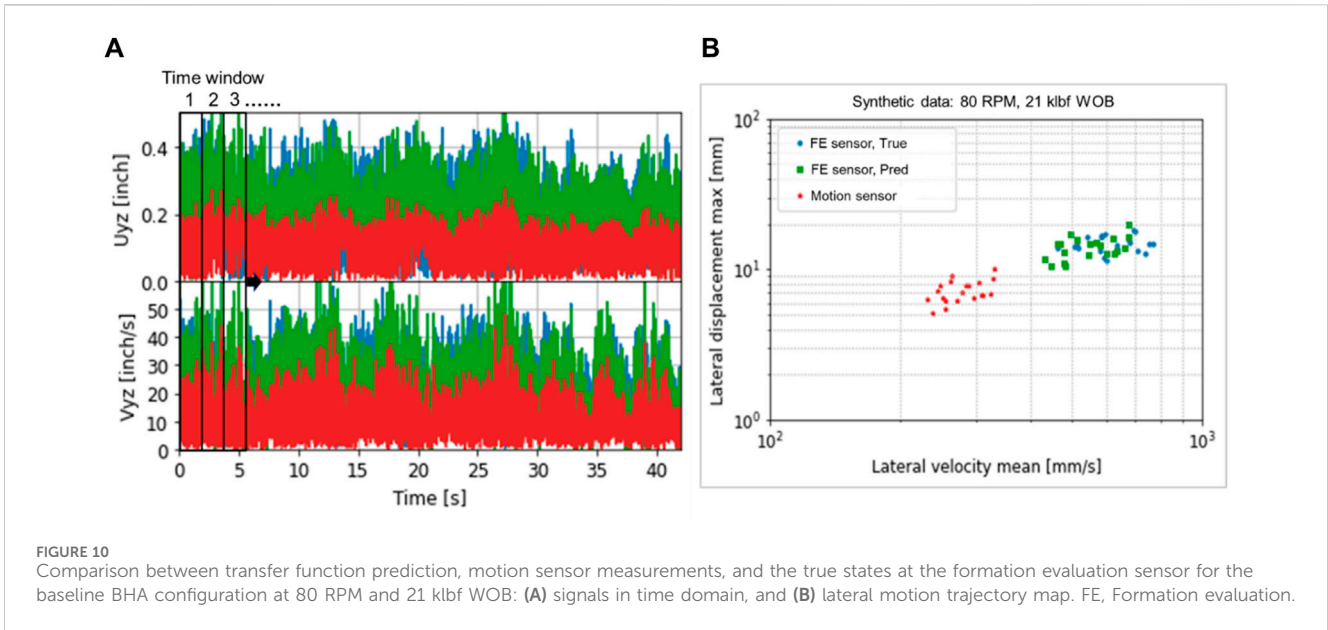 A
Time window
1 2 3 ......
Uyz [inch]
0.4
0.2
0.0
Vyz [inch/s]
50
40
30
20
10
0
0 5 10 15 20 25 30 35 40
Time [s]
B
Synthetic data: 80 RPM, 21 klbf WOB
Lateral displacement max [mm]
10²
10¹
10⁰
FE sensor, True
FE sensor, Pred
Motion sensor
10² 10³
Lateral velocity mean [mm/s]
FIGURE 10
Comparison between transfer function prediction, motion sensor measurements, and the true states at the formation evaluation sensor for the
baseline BHA configuration at 80 RPM and 21 klbf WOB: (A) signals in time domain, and (B) lateral motion trajectory map. FE, Formation evaluation.